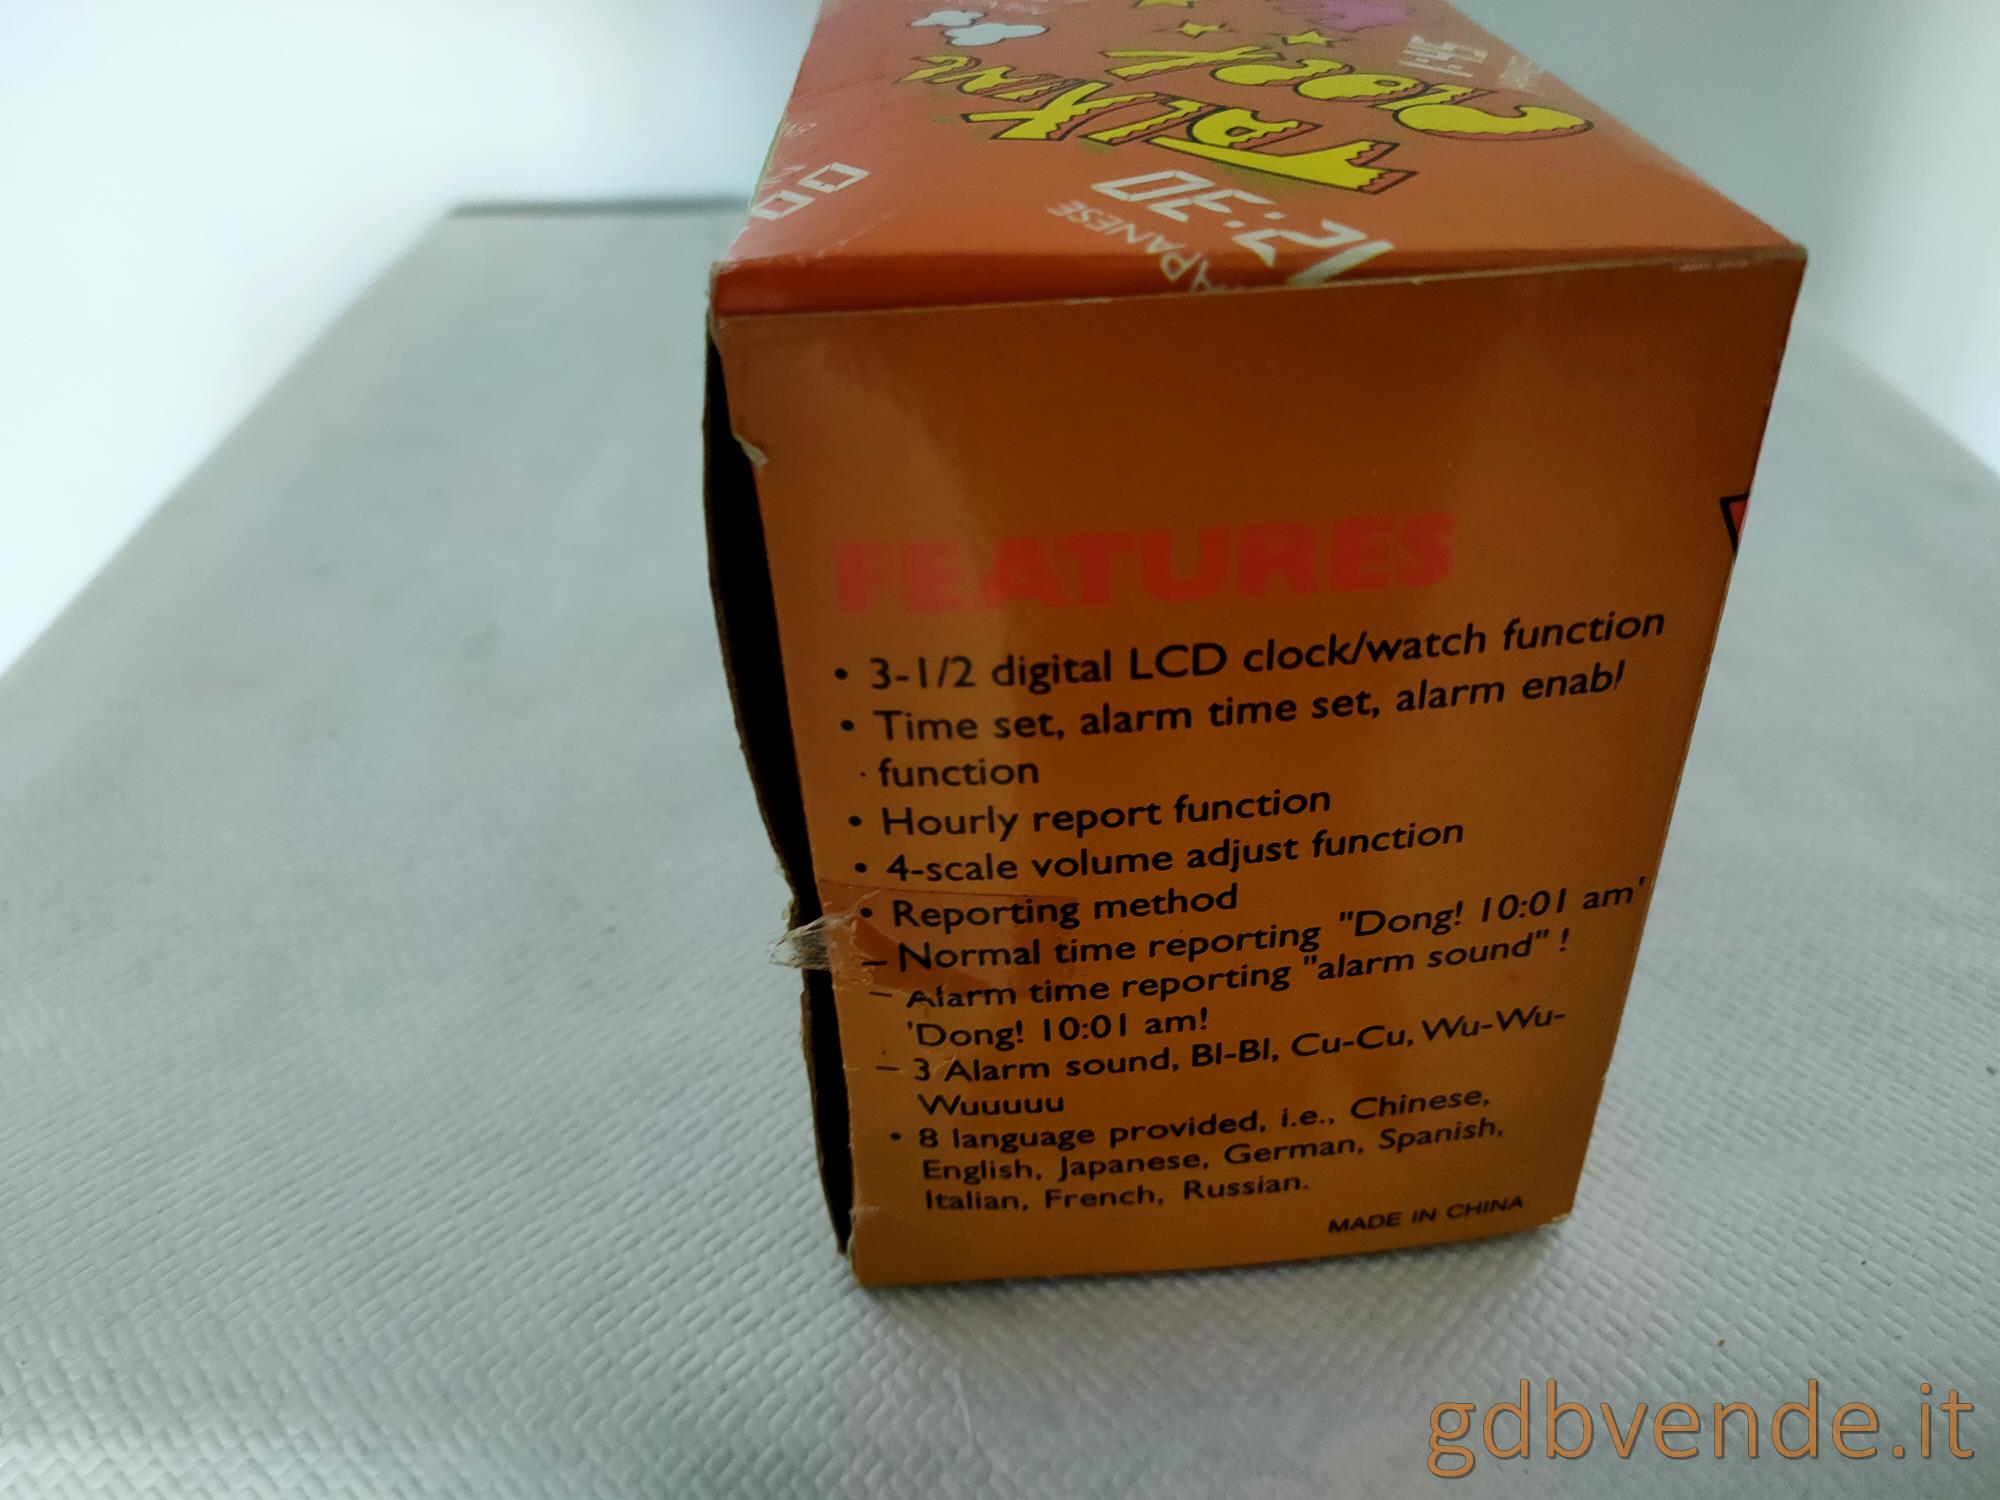 TALKING
CLOCK
1:45
12:30
JAPANESE
:00
FEATURES
• 3-1/2 digital LCD clock/watch function
• Time set, alarm time set, alarm enabl
· function
• Hourly report function
• 4-scale volume adjust function
• Reporting method
– Normal time reporting "Dong! 10:01 am'
– Alarm time reporting "alarm sound" !
'Dong! 10:01 am!
– 3 Alarm sound, BI-BI, Cu-Cu, Wu-Wu-
Wuuuuu
• 8 language provided, i.e., Chinese,
English, Japanese, German, Spanish,
Italian, French, Russian.
MADE IN CHINA
gdbvende.it